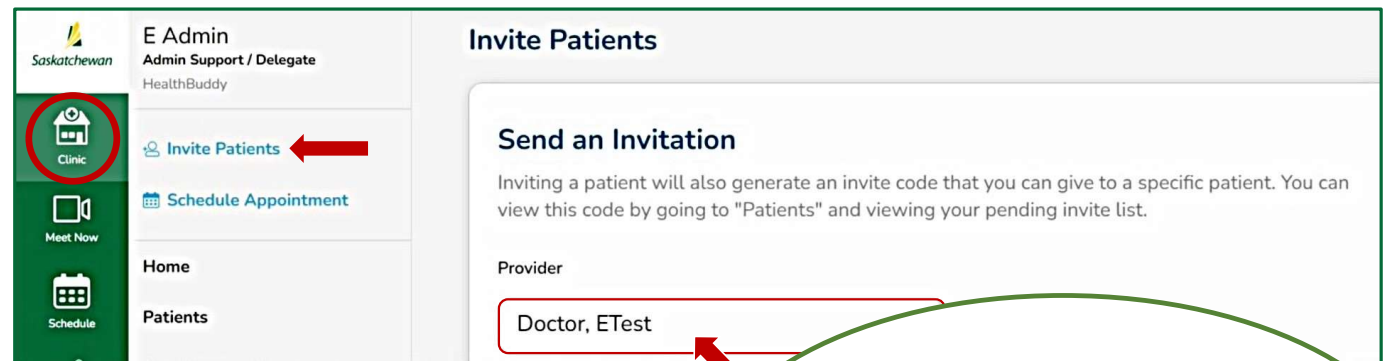 Saskatchewan
E Admin
Admin Support / Delegate
HealthBuddy
Clinic
Meet Now
Schedule
Invite Patients
Schedule Appointment
Home
Patients
Invite Patients
Send an Invitation
Inviting a patient will also generate an invite code that you can give to a specific patient. You can
view this code by going to "Patients" and viewing your pending invite list.
Provider
Doctor, ETest